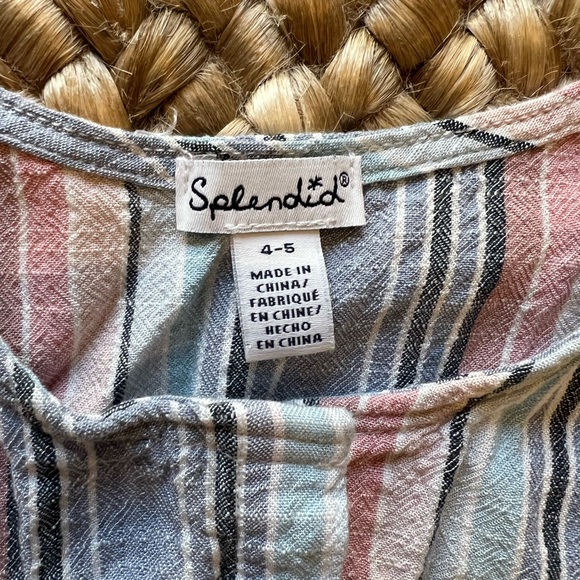 Splendid®
4-5
MADE IN
CHINA/
FABRIQUÉ
EN CHINE/
HECHO
EN CHINA